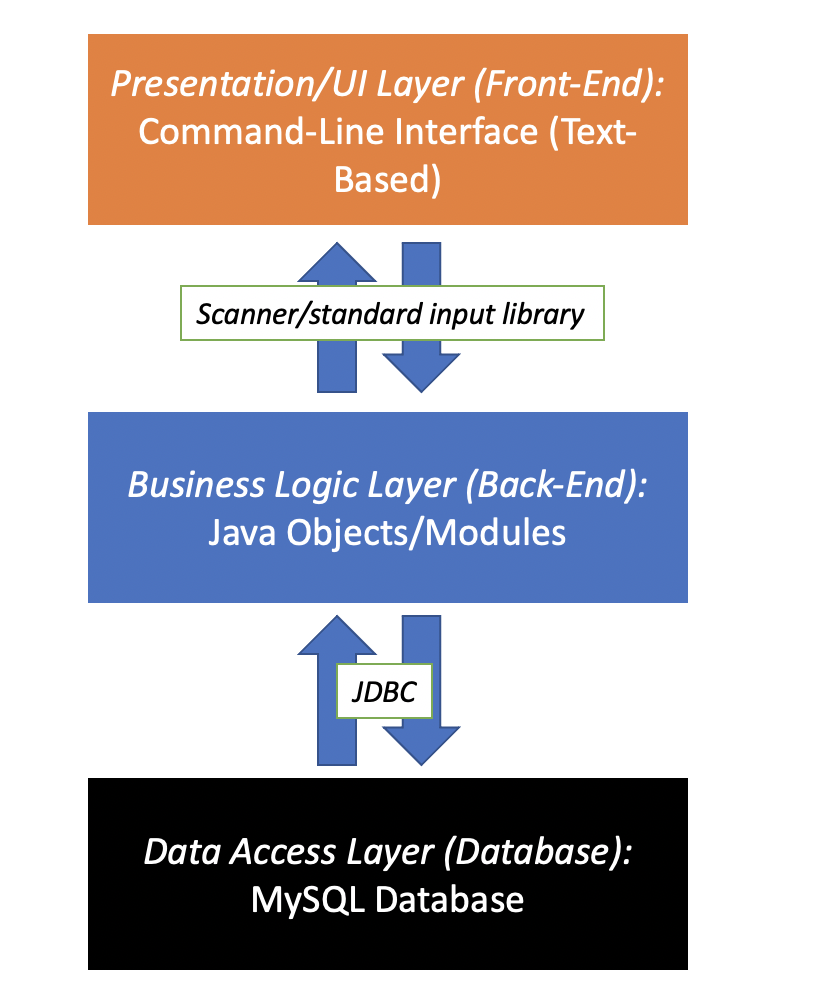 Presentation/UI Layer (Front-End):
Command-Line Interface (Text-
Based)
Scanner/standard input library
Business Logic Layer (Back-End):
Java Objects/Modules
JDBC
Data Access Layer (Database):
MySQL Database